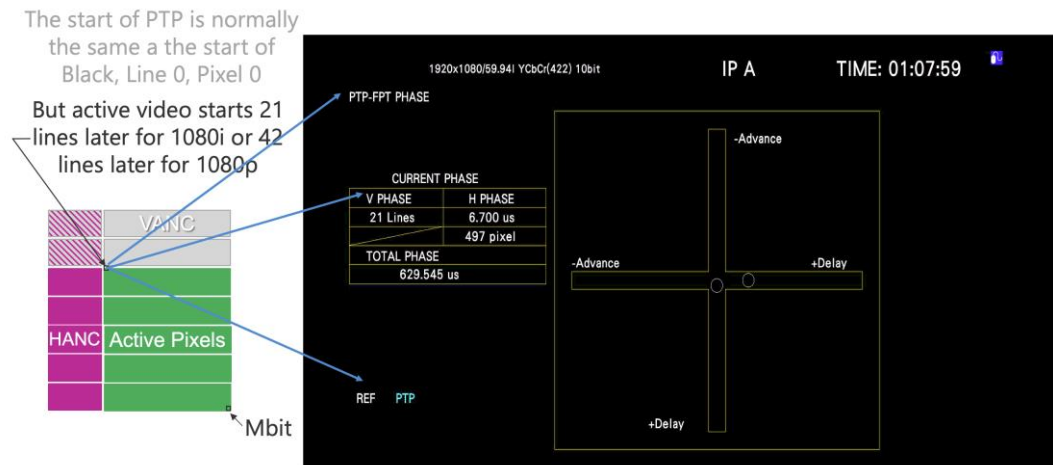 The start of PTP is normally
the same a the start of
Black, Line 0, Pixel 0
But active video starts 21
lines later for 1080i or 42
lines later for 1080p
VANC
HANC
Active Pixels
Mbit
1920x1080/59.94I YCbCr(422) 10bit
IP A
TIME: 01:07:59
PTP-FPT PHASE
CURRENT PHASE
V PHASE
H PHASE
21 Lines
6.700 us
497 pixel
TOTAL PHASE
629.545 us
REF PTP
-Advance
-Advance
+Delay
+Delay